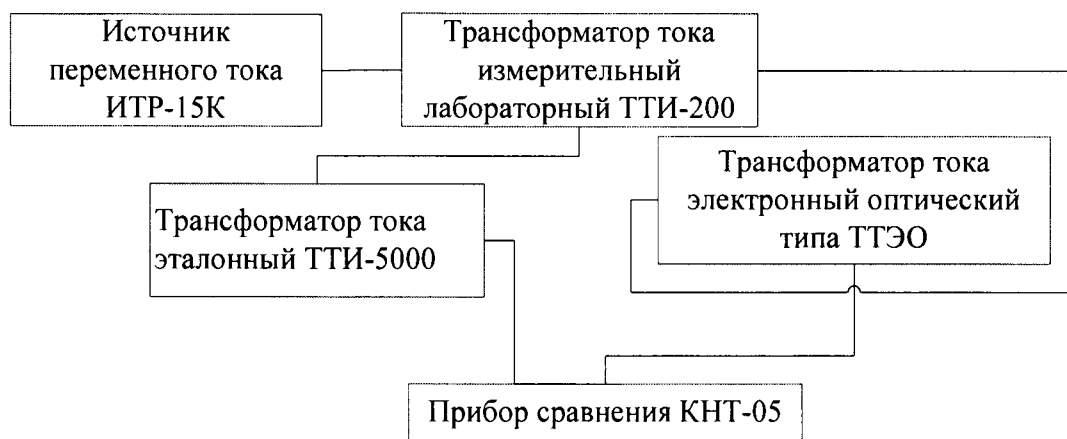 Источник
переменного тока
ИТР-15К
Трансформатор тока
измерительный
лабораторный ТТИ-200
Трансформатор тока
эталонный ТТИ-5000
Трансформатор тока
электронный оптический
типа ТТЭО
Прибор сравнения КНТ-05